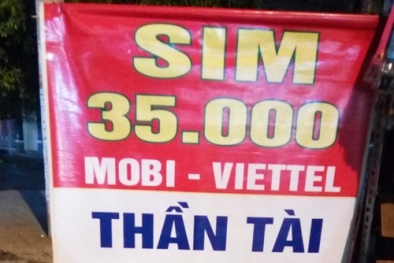 SIM
35.000
MOBI - VIETTEL
THẦN TÀI